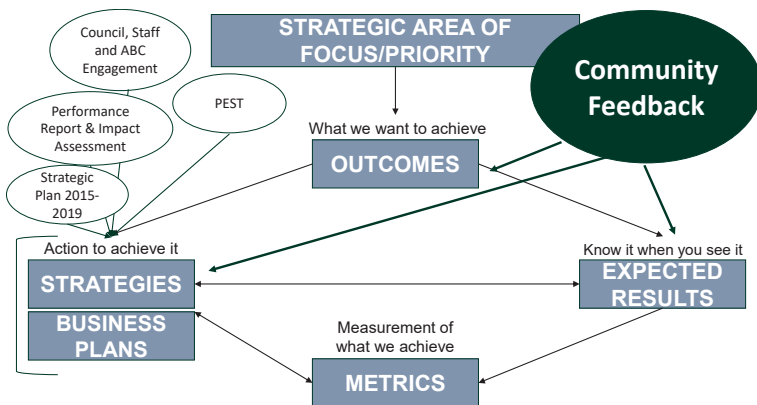 Council, Staff
and ABC
Engagement
STRATEGIC AREA OF
FOCUS/PRIORITY
Community
Feedback
PEST
Performance
Report & Impact
Assessment
What we want to achieve
OUTCOMES
Strategic
Plan 2015-
2019
Action to achieve it
STRATEGIES
BUSINESS
PLANS
Know it when you see it
EXPECTED
RESULTS
Measurement of
what we achieve
METRICS